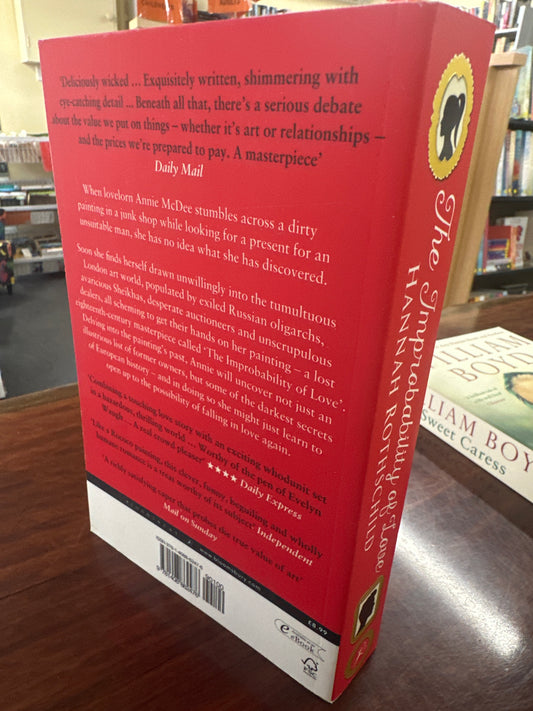 'Deliciously wicked ... Exquisitely written, shimmering with
eye-catching detail ... Beneath all that, there's a serious debate
about the value we put on things – whether it's art or relationships –
and the prices we're prepared to pay. A masterpiece'
Daily Mail
When lovelorn Annie McDee stumbles across a dirty
painting in a junk shop while looking for a present for an
unsuitable man, she has no idea what she has discovered.
Soon she finds herself drawn unwillingly into the tumultuous
London art world, populated by exiled Russian oligarchs,
avaricious Sheikhas, desperate auctioneers and unscrupulous
dealers, all scheming to get their hands on her painting – a lost
eighteenth-century masterpiece called 'The Improbability of Love'.
Delving into the painting's past, Annie will uncover not just an
illustrious list of former owners, but some of the darkest secrets
of European history – and in doing so she might just learn to
open up to the possibility of falling in love again.
'Combining a touching love story with an exciting whodunit set
in a hazardous, thrilling world ... Worthy of the pen of Evelyn
Waugh ... A real crowd pleaser' ★★★★ Daily Express
'Like a Rococo painting, this clever, funny, beguiling and wholly
humane romance is a treat worthy of its subject' Independent
'A richly satisfying caper that probes the true value of art'
Mail on Sunday
www.bloomsbury.com
£8.99
eBook
FSC
The Improbability of Love
HANNAH ROTHSCHILD
WILLIAM
BOYD
WILLIAM BOYD
Sweet Caress